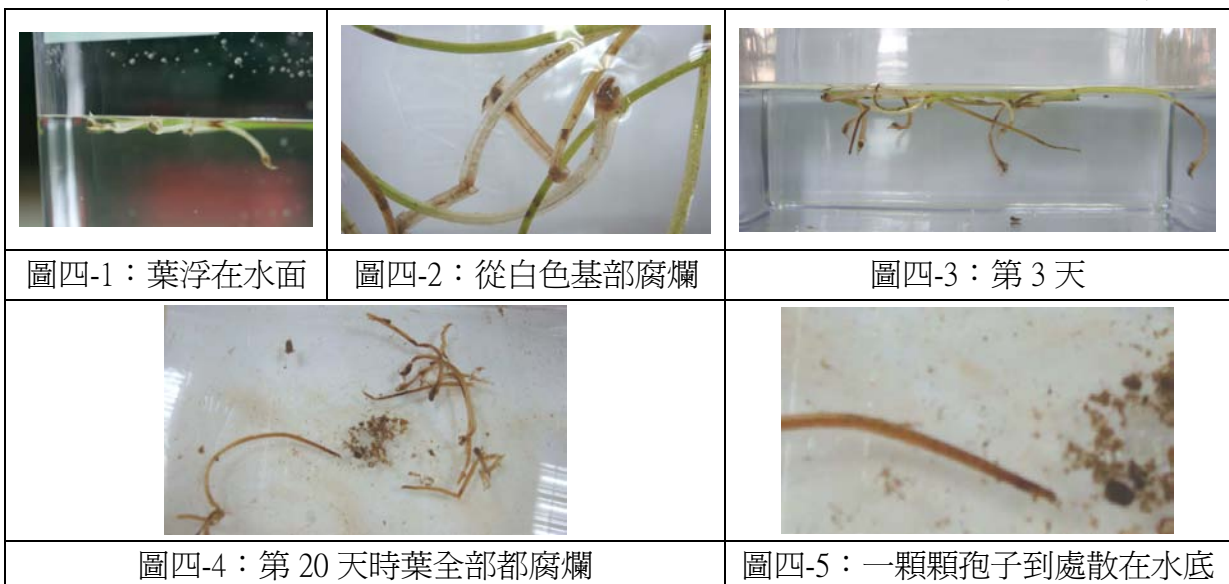 圖四-1：葉浮在水面
圖四-2：從白色基部腐爛
圖四-3：第 3 天
圖四-4：第 20 天時葉全部都腐爛
圖四-5：一顆顆孢子到處散在水底